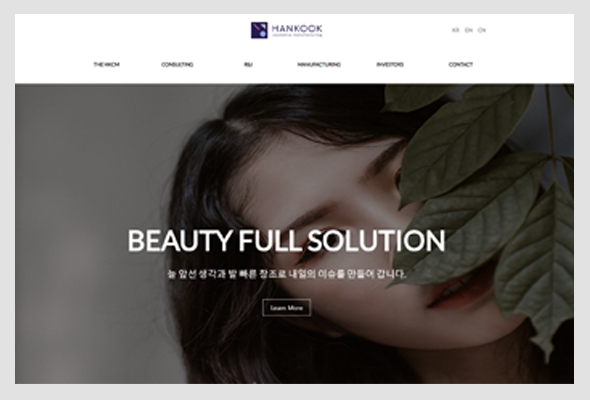 HANKOOK
cosmetics manufacturing
KR EN CN
THE HKCM CONSULTING R&I MANUFACTURING INVESTORS CONTACT
BEAUTY FULL SOLUTION
늘 앞선 생각과 발 빠른 창조로 내일의 이슈를 만들어 갑니다.
Learn More